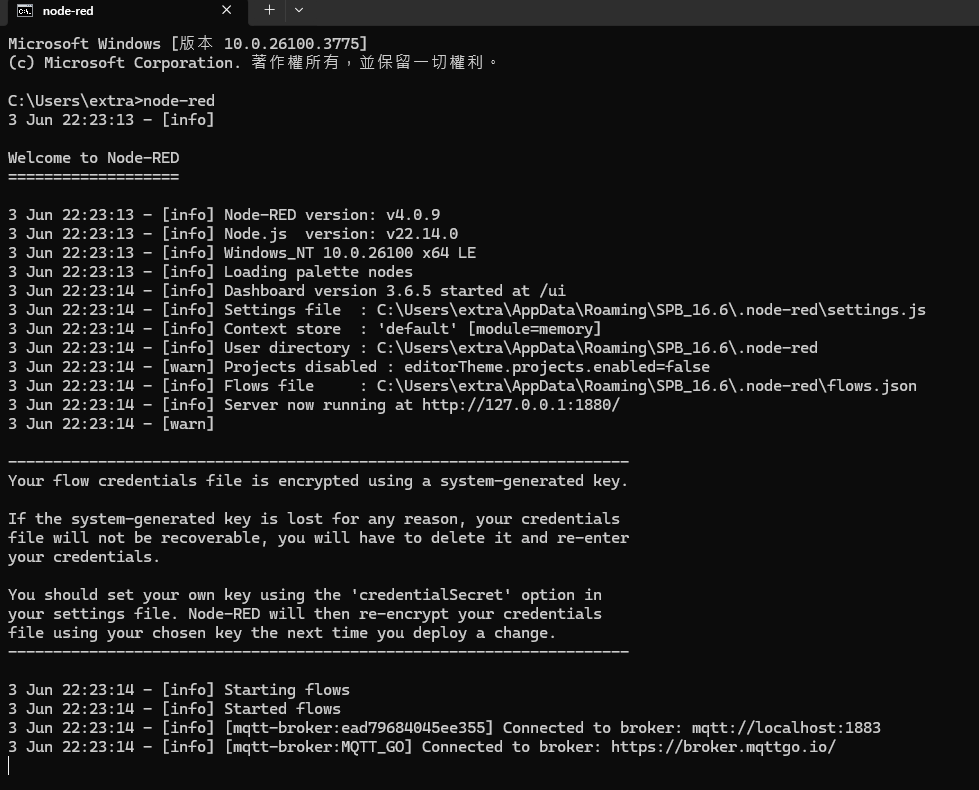 node-red
Microsoft Windows [版本 10.0.26100.3775]
(c) Microsoft Corporation. 著作權所有，並保留一切權利。
C:\Users\extra>node-red
3 Jun 22:23:13 - [info]
Welcome to Node-RED
===================
3 Jun 22:23:13 - [info] Node-RED version: v4.0.9
3 Jun 22:23:13 - [info] Node.js  version: v22.14.0
3 Jun 22:23:13 - [info] Windows_NT 10.0.26100 x64 LE
3 Jun 22:23:13 - [info] Loading palette nodes
3 Jun 22:23:14 - [info] Dashboard version 3.6.5 started at /ui
3 Jun 22:23:14 - [info] Settings file  : C:\Users\extra\AppData\Roaming\SPB_16.6\.node-red\settings.js
3 Jun 22:23:14 - [info] Context store  : 'default' [module=memory]
3 Jun 22:23:14 - [info] User directory : C:\Users\extra\AppData\Roaming\SPB_16.6\.node-red
3 Jun 22:23:14 - [warn] Projects disabled : editorTheme.projects.enabled=false
3 Jun 22:23:14 - [info] Flows file     : C:\Users\extra\AppData\Roaming\SPB_16.6\.node-red\flows.json
3 Jun 22:23:14 - [info] Server now running at http://127.0.0.1:1880/
3 Jun 22:23:14 - [warn]
---------------------------------------------------------------------
Your flow credentials file is encrypted using a system-generated key.
If the system-generated key is lost for any reason, your credentials
file will not be recoverable, you will have to delete it and re-enter
your credentials.
You should set your own key using the 'credentialSecret' option in
your settings file. Node-RED will then re-encrypt your credentials
file using your chosen key the next time you deploy a change.
---------------------------------------------------------------------
3 Jun 22:23:14 - [info] Starting flows
3 Jun 22:23:14 - [info] Started flows
3 Jun 22:23:14 - [info] [mqtt-broker:ead79684045ee355] Connected to broker: mqtt://localhost:1883
3 Jun 22:23:14 - [info] [mqtt-broker:MQTT_GO] Connected to broker: https://broker.mqttgo.io/